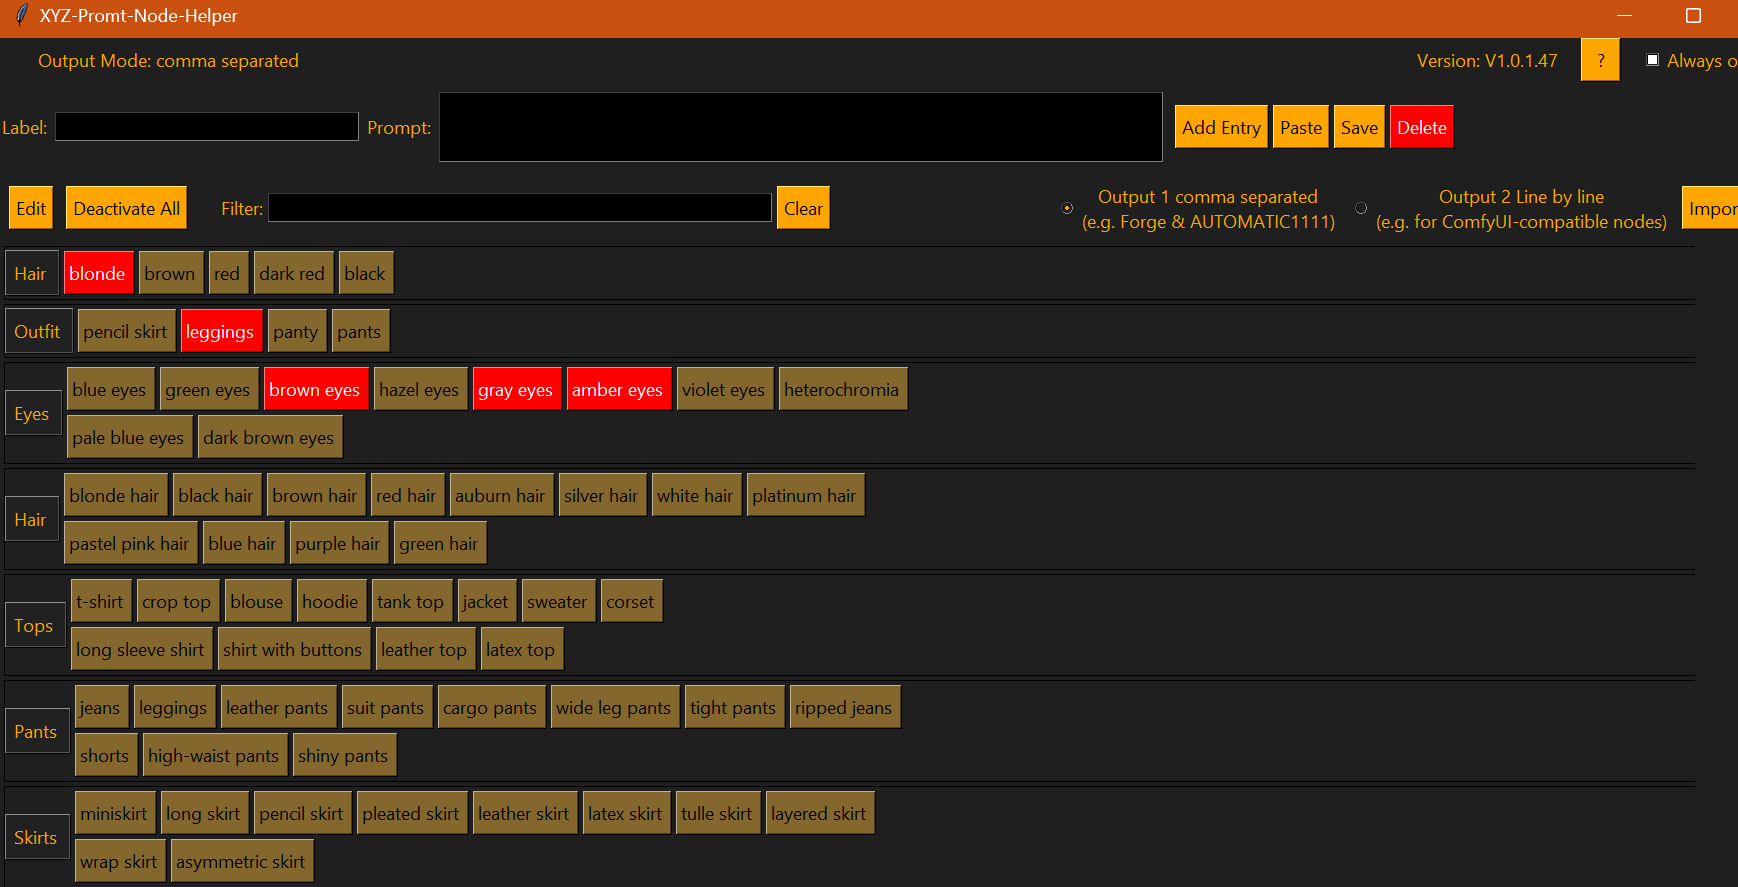 XYZ-Promt-Node-Helper
Output Mode: comma separated Version: V1.0.1.47 ? Always o
Label: Prompt: Add Entry Paste Save Delete
Edit Deactivate All Filter: Clear
Output 1 comma separated
(e.g. Forge & AUTOMATIC1111)
Output 2 Line by line
(e.g. for ComfyUI-compatible nodes)
Impor
Hair blonde brown red dark red black
Outfit pencil skirt leggings panty pants
Eyes
blue eyes green eyes brown eyes hazel eyes gray eyes amber eyes violet eyes heterochromia
pale blue eyes dark brown eyes
Hair
blonde hair black hair brown hair red hair auburn hair silver hair white hair platinum hair
pastel pink hair blue hair purple hair green hair
Tops
t-shirt crop top blouse hoodie tank top jacket sweater corset
long sleeve shirt shirt with buttons leather top latex top
Pants
jeans leggings leather pants suit pants cargo pants wide leg pants tight pants ripped jeans
shorts high-waist pants shiny pants
Skirts
miniskirt long skirt pencil skirt pleated skirt leather skirt latex skirt tulle skirt layered skirt
wrap skirt asymmetric skirt